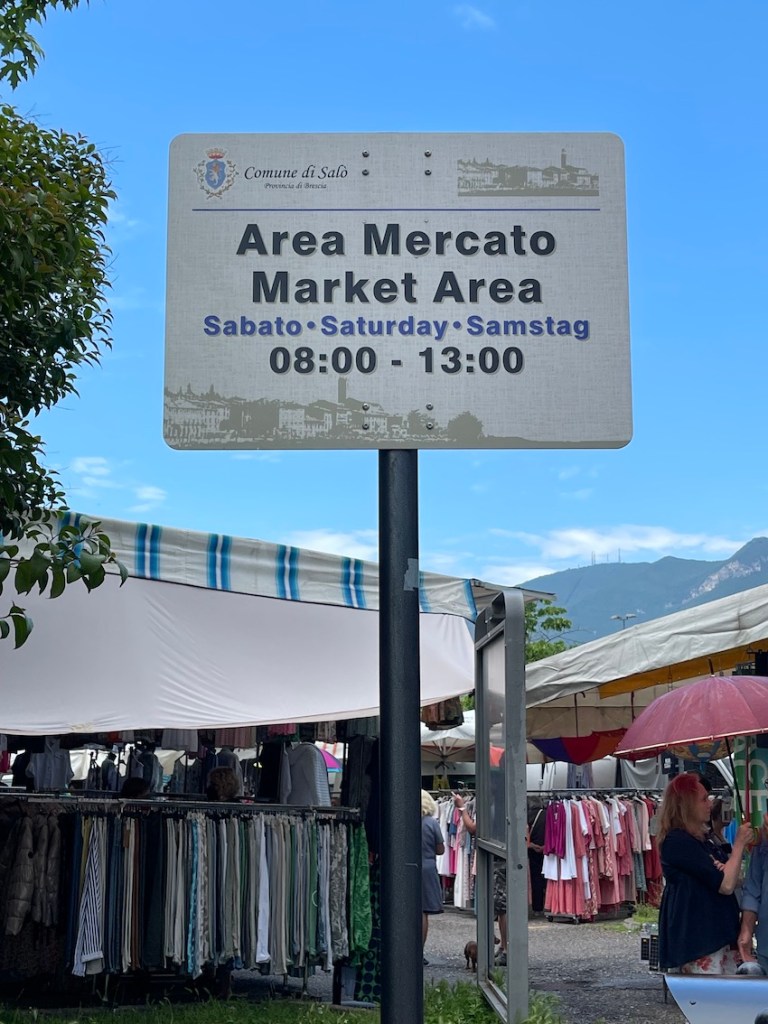 Comune di Salò
Provincia di Brescia
Area Mercato
Market Area
Sabato•Saturday•Samstag
08:00 - 13:00